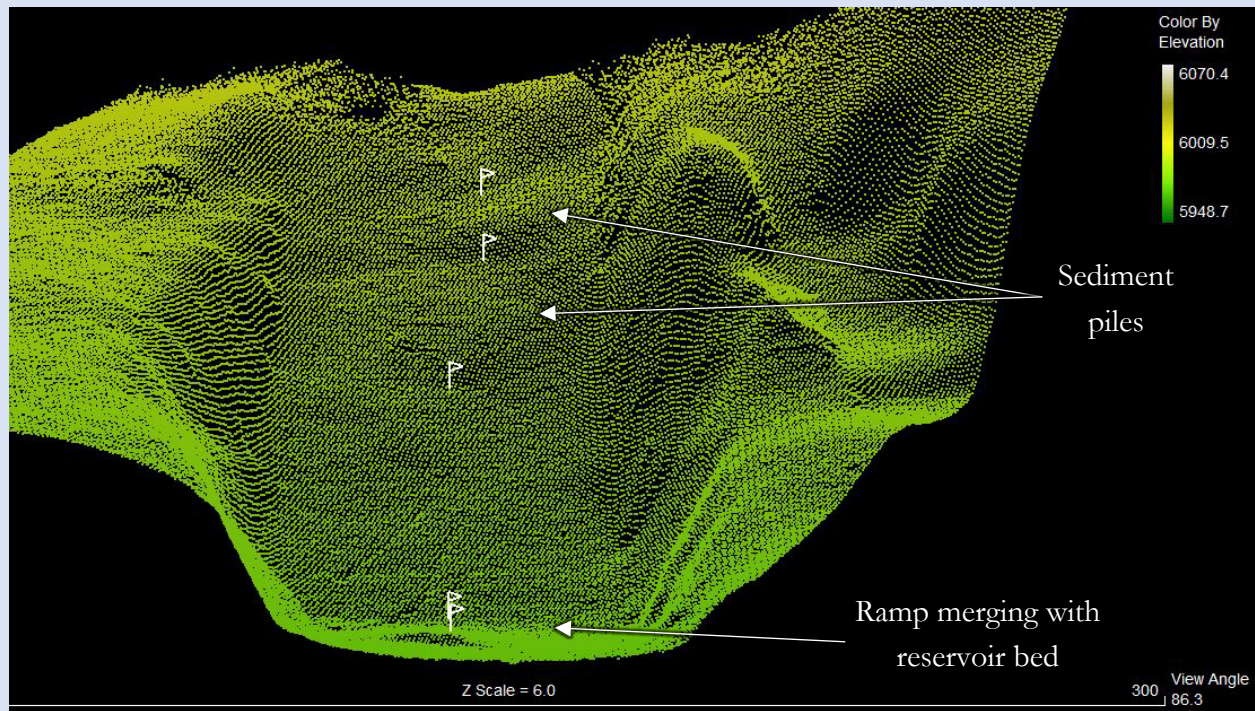 Color By
Elevation
6070.4
6009.5
5948.7
Sediment
piles
Ramp merging with
reservoir bed
Z Scale = 6.0
300
View Angle
86.3